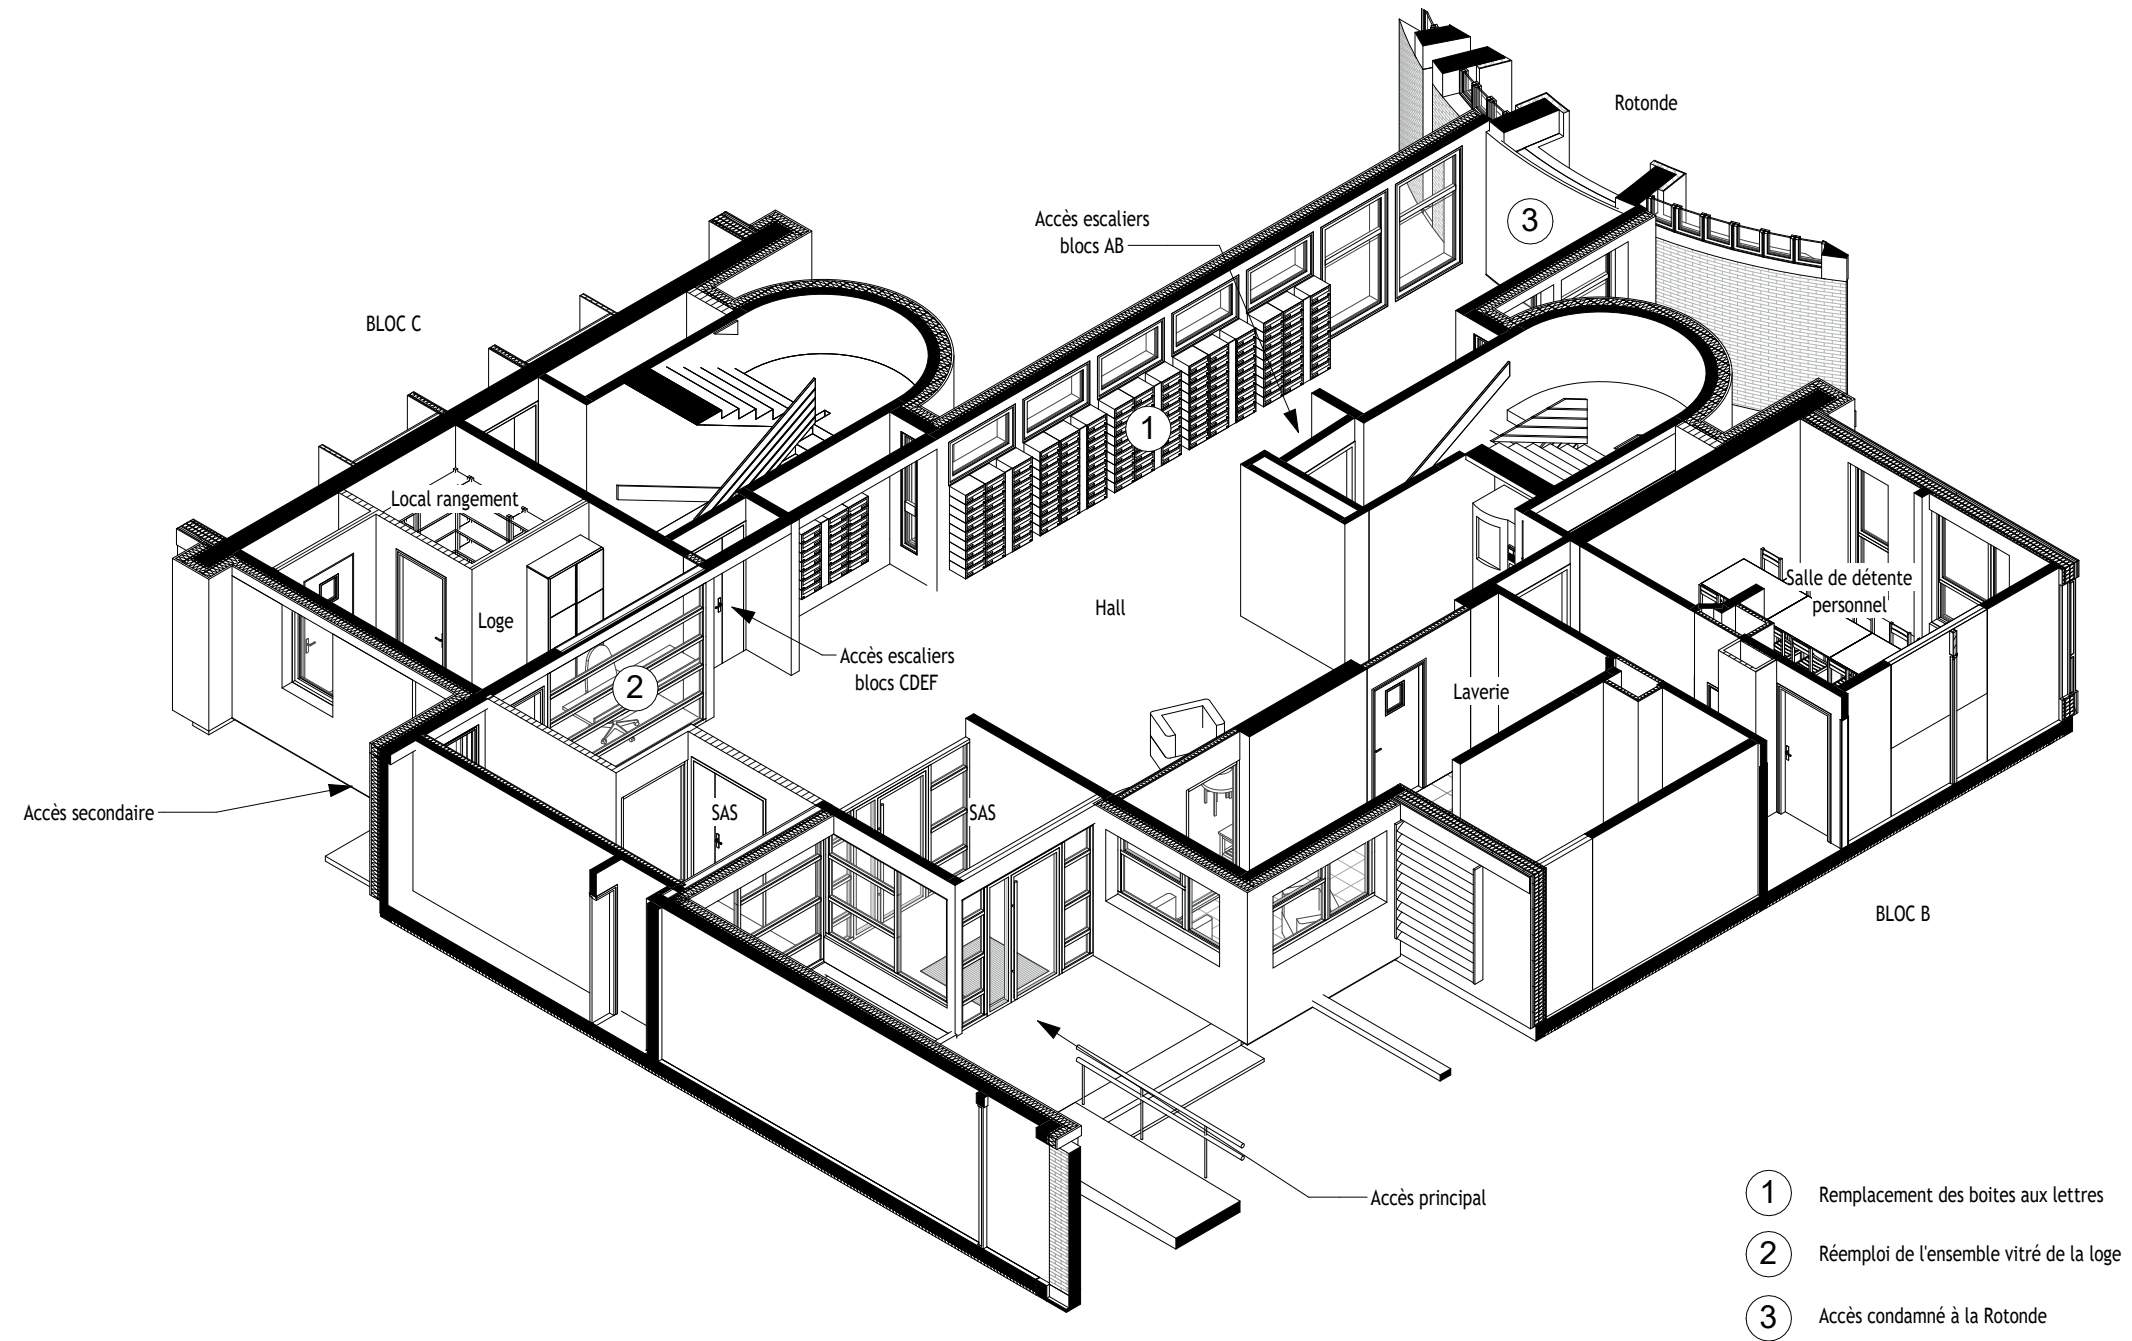 Rotonde
Accès escaliers
blocs AB
3
BLOC C
1
Local rangement
Salle de détente
personnel
Hall
Loge
Accès escaliers
blocs CDEF
2
Laverie
Accès secondaire
SAS
SAS
BLOC B
Accès principal
1 Remplacement des boites aux lettres
2 Réemploi de l'ensemble vitré de la loge
3 Accès condamné à la Rotonde